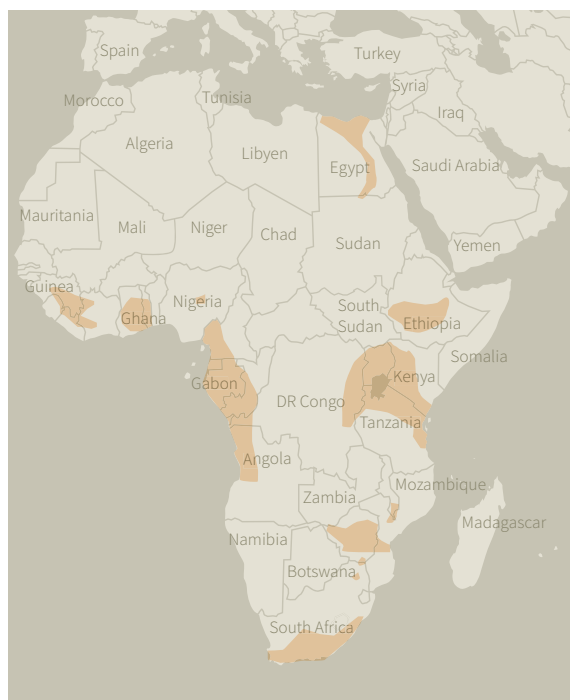 Spain
Turkey
Syria
Morocco
Tunisia
Iraq
Algeria
Libyen
Egypt
Saudi Arabia
Mauritania
Mali
Niger
Chad
Sudan
Yemen
Guinea
Nigeria
Ghana
South
Sudan
Ethiopia
Somalia
Gabon
Kenya
DR Congo
Tanzania
Angola
Mozambique
Zambia
Madagascar
Namibia
Botswana
South Africa